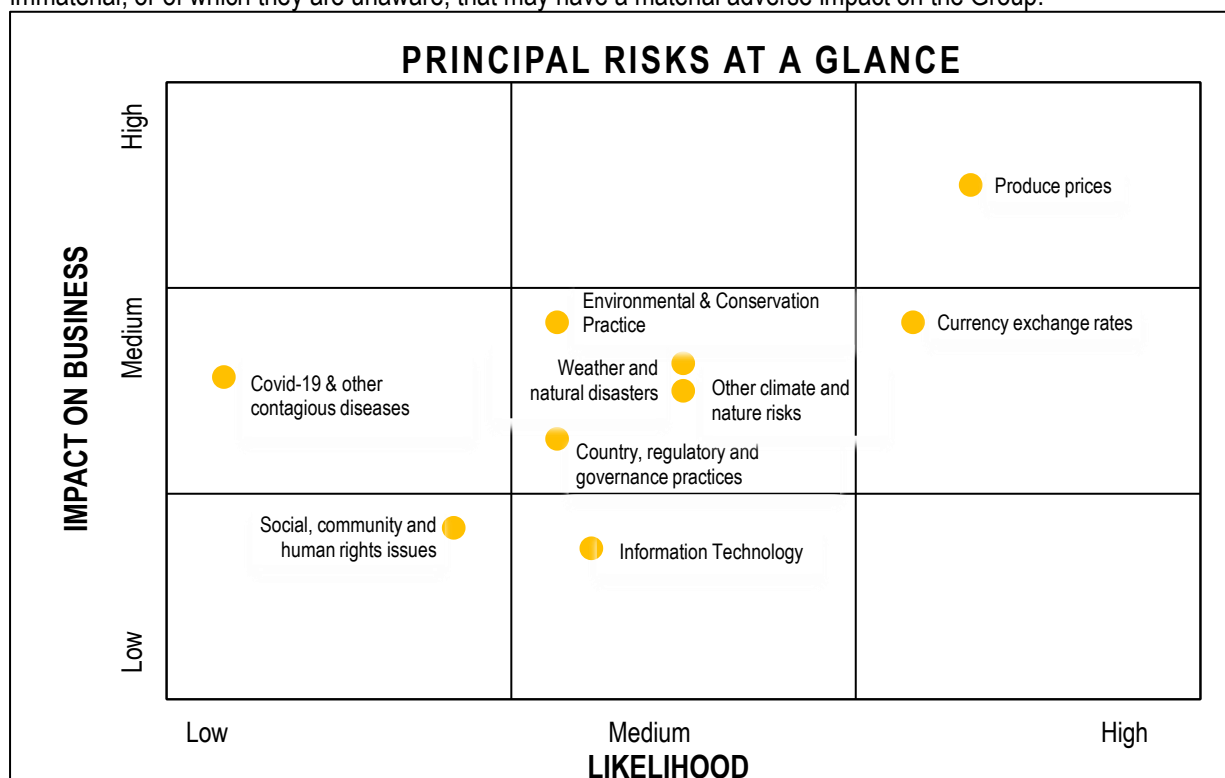 immaterial, or of which they are unaware, that may have a material adverse impact on the Group.
PRINCIPAL RISKS AT A GLANCE
High
Produce prices
IMPACT ON BUSINESS
Medium
Environmental & Conservation
Practice
Currency exchange rates
Weather and
natural disasters
Covid-19 & other
contagious diseases
Other climate and
nature risks
Country, regulatory and
governance practices
Social, community and
human rights issues
Information Technology
Low
Low
Medium
High
LIKELIHOOD